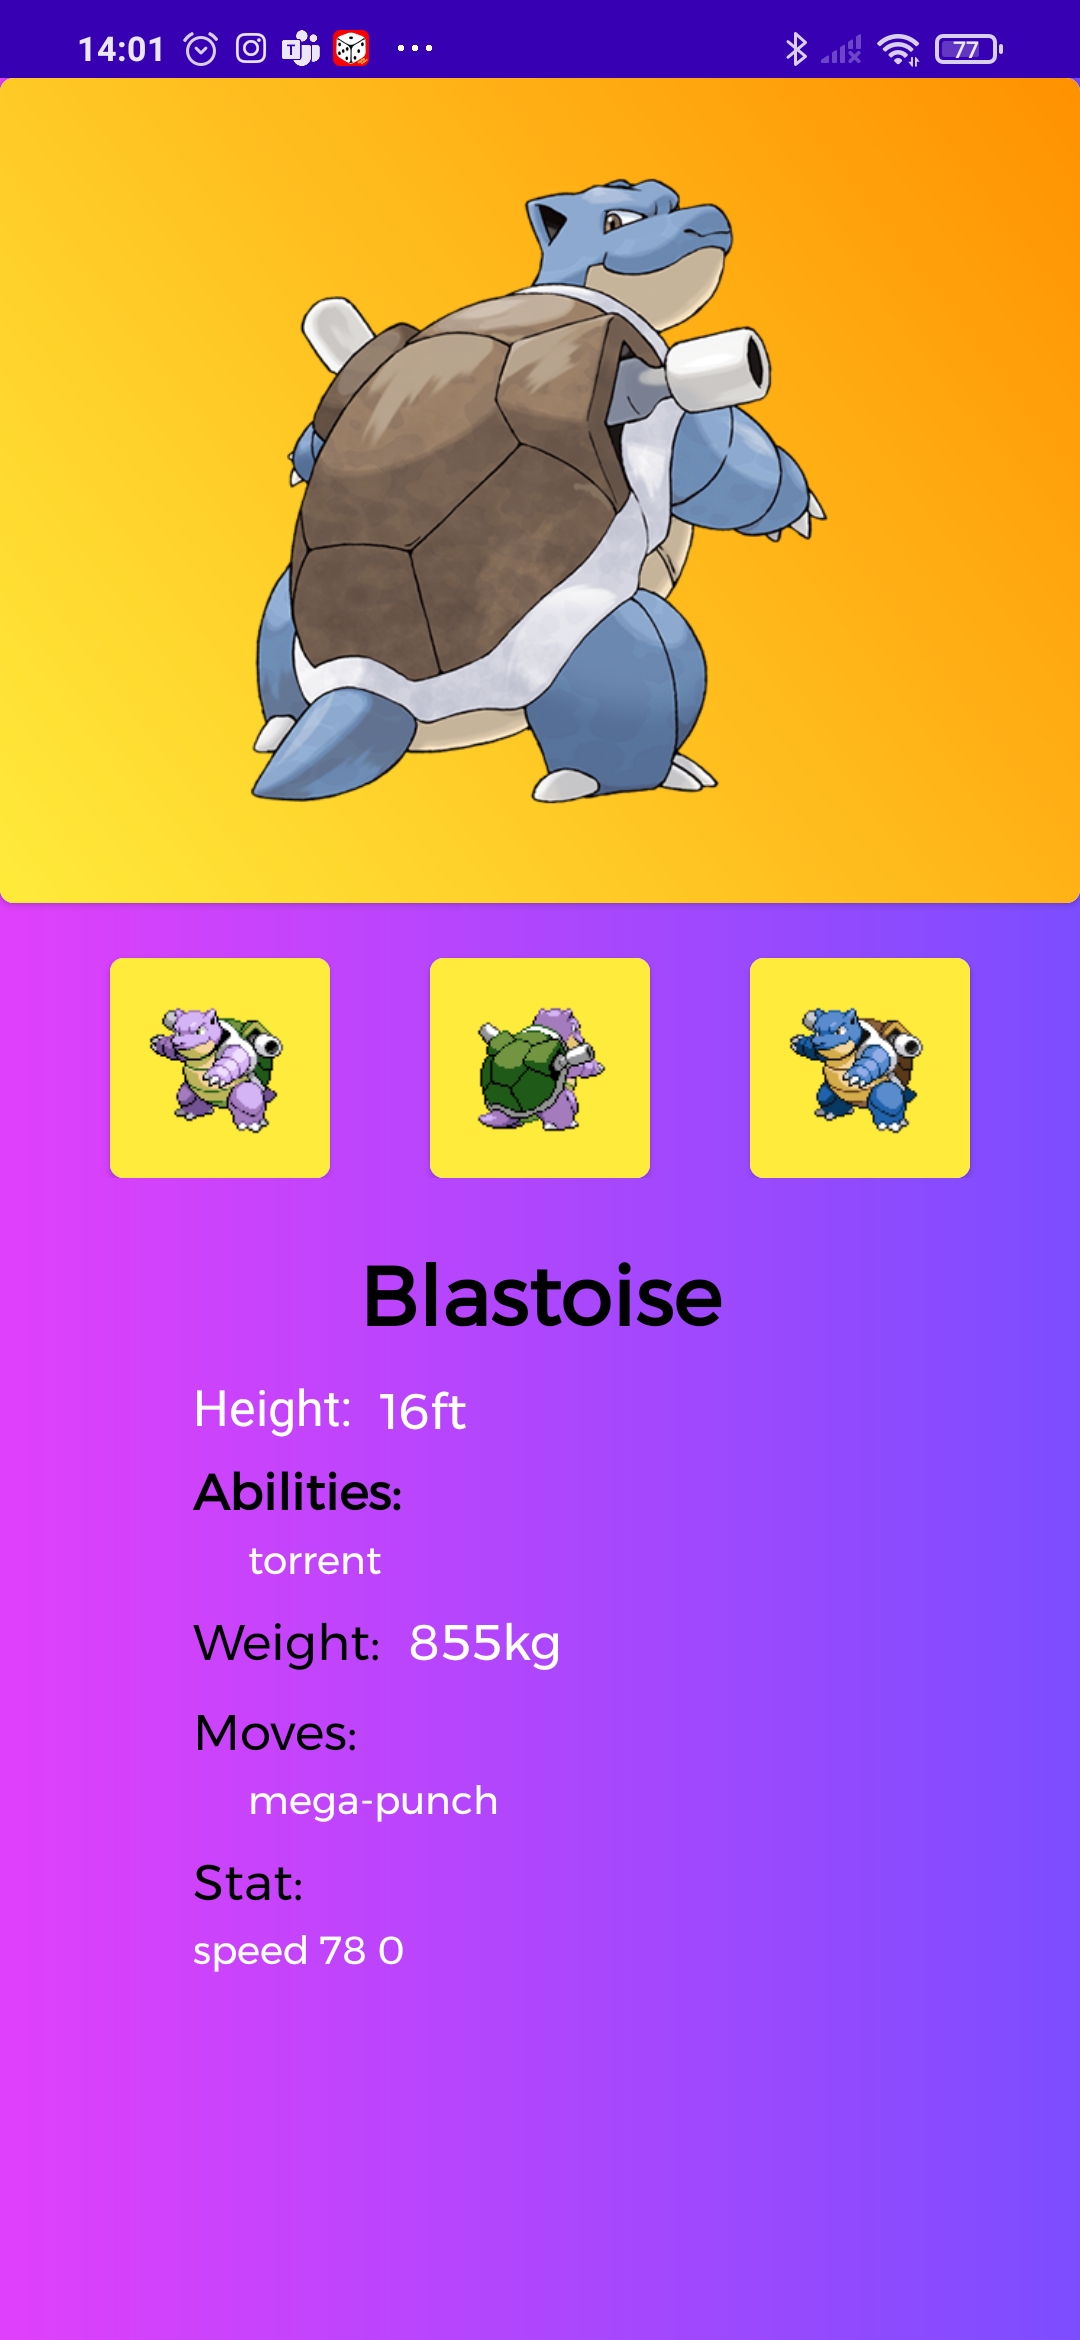 14:01
77
Blastoise
Height: 16ft
Abilities:
torrent
Weight: 855kg
Moves:
mega-punch
Stat:
speed 78 0